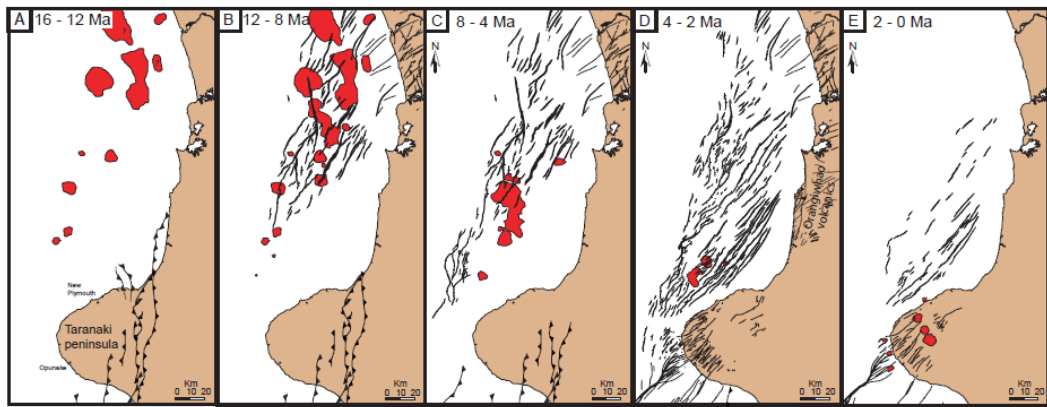 A 16 - 12 Ma
New
Plymouth
Taranaki
peninsula
Opunake
Km
0 10 20
B 12 - 8 Ma
Km
0 10 20
C 8 - 4 Ma
N
Km
0 10 20
D 4 - 2 Ma
N
Orangiwhao
volcanics
Km
0 10 20
E 2 - 0 Ma
N
Km
0 10 20